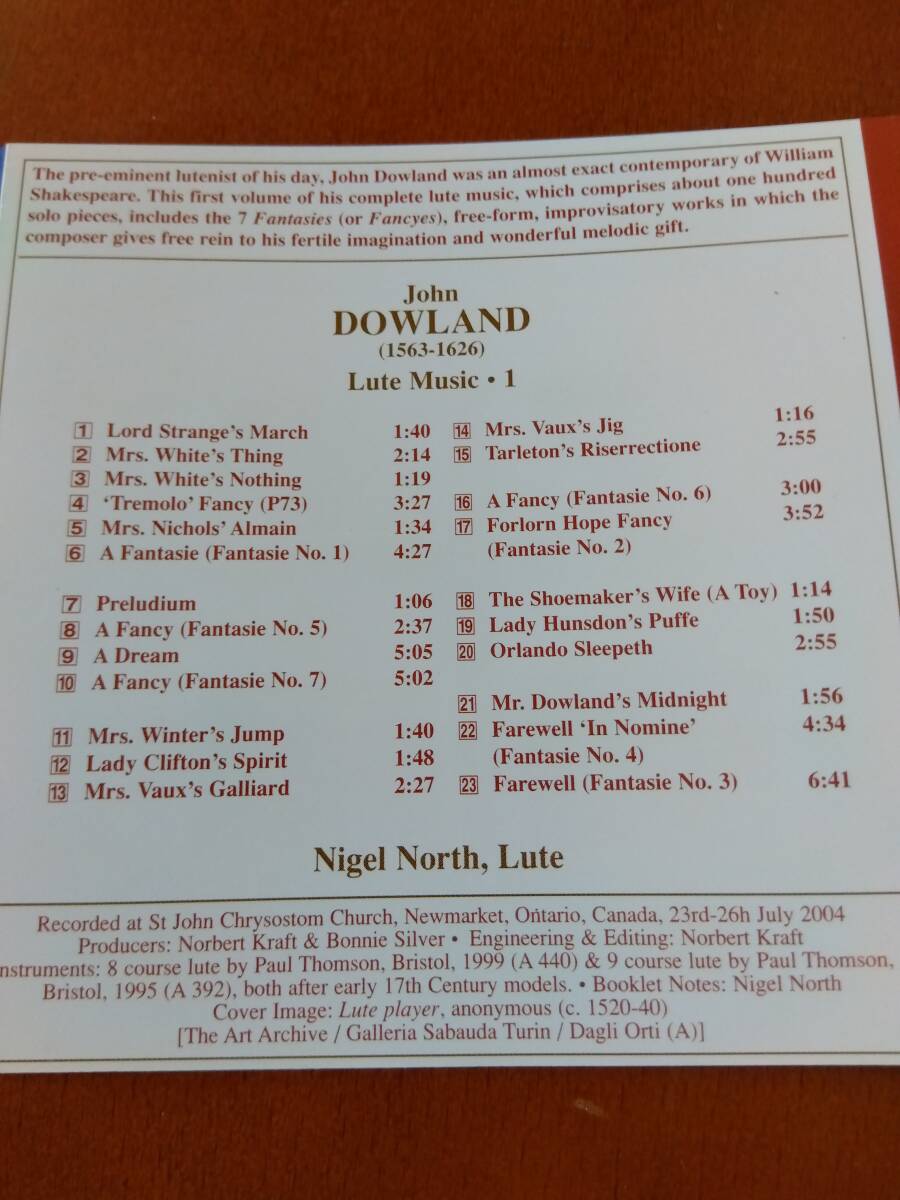 The pre-eminent lutenist of his day, John Dowland was an almost exact contemporary of William
Shakespeare. This first volume of his complete lute music, which comprises about one hundred
solo pieces, includes the 7 Fantasies (or Fancyes), free-form, improvisatory works in which the
composer gives free rein to his fertile imagination and wonderful melodic gift.
John
DOWLAND
(1563-1626)
Lute Music • 1
1 Lord Strange's March 1:40
2 Mrs. White's Thing 2:14
3 Mrs. White's Nothing 1:19
4 'Tremolo' Fancy (P73) 3:27
5 Mrs. Nichols' Almain 1:34
6 A Fantasie (Fantasie No. 1) 4:27
7 Preludium 1:06
8 A Fancy (Fantasie No. 5) 2:37
9 A Dream 5:05
10 A Fancy (Fantasie No. 7) 5:02
11 Mrs. Winter's Jump 1:40
12 Lady Clifton's Spirit 1:48
13 Mrs. Vaux's Galliard 2:27
14 Mrs. Vaux's Jig 1:16
15 Tarleton's Riserrectione 2:55
16 A Fancy (Fantasie No. 6) 3:00
17 Forlorn Hope Fancy 3:52
(Fantasie No. 2)
18 The Shoemaker's Wife (A Toy) 1:14
19 Lady Hunsdon's Puffe 1:50
20 Orlando Sleepeth 2:55
21 Mr. Dowland's Midnight 1:56
22 Farewell 'In Nomine' 4:34
(Fantasie No. 4)
23 Farewell (Fantasie No. 3) 6:41
Nigel North, Lute
Recorded at St John Chrysostom Church, Newmarket, Ontario, Canada, 23rd-26h July 2004
Producers: Norbert Kraft & Bonnie Silver • Engineering & Editing: Norbert Kraft
nstruments: 8 course lute by Paul Thomson, Bristol, 1999 (A 440) & 9 course lute by Paul Thomson,
Bristol, 1995 (A 392), both after early 17th Century models. • Booklet Notes: Nigel North
Cover Image: Lute player, anonymous (c. 1520-40)
[The Art Archive / Galleria Sabauda Turin / Dagli Orti (A)]